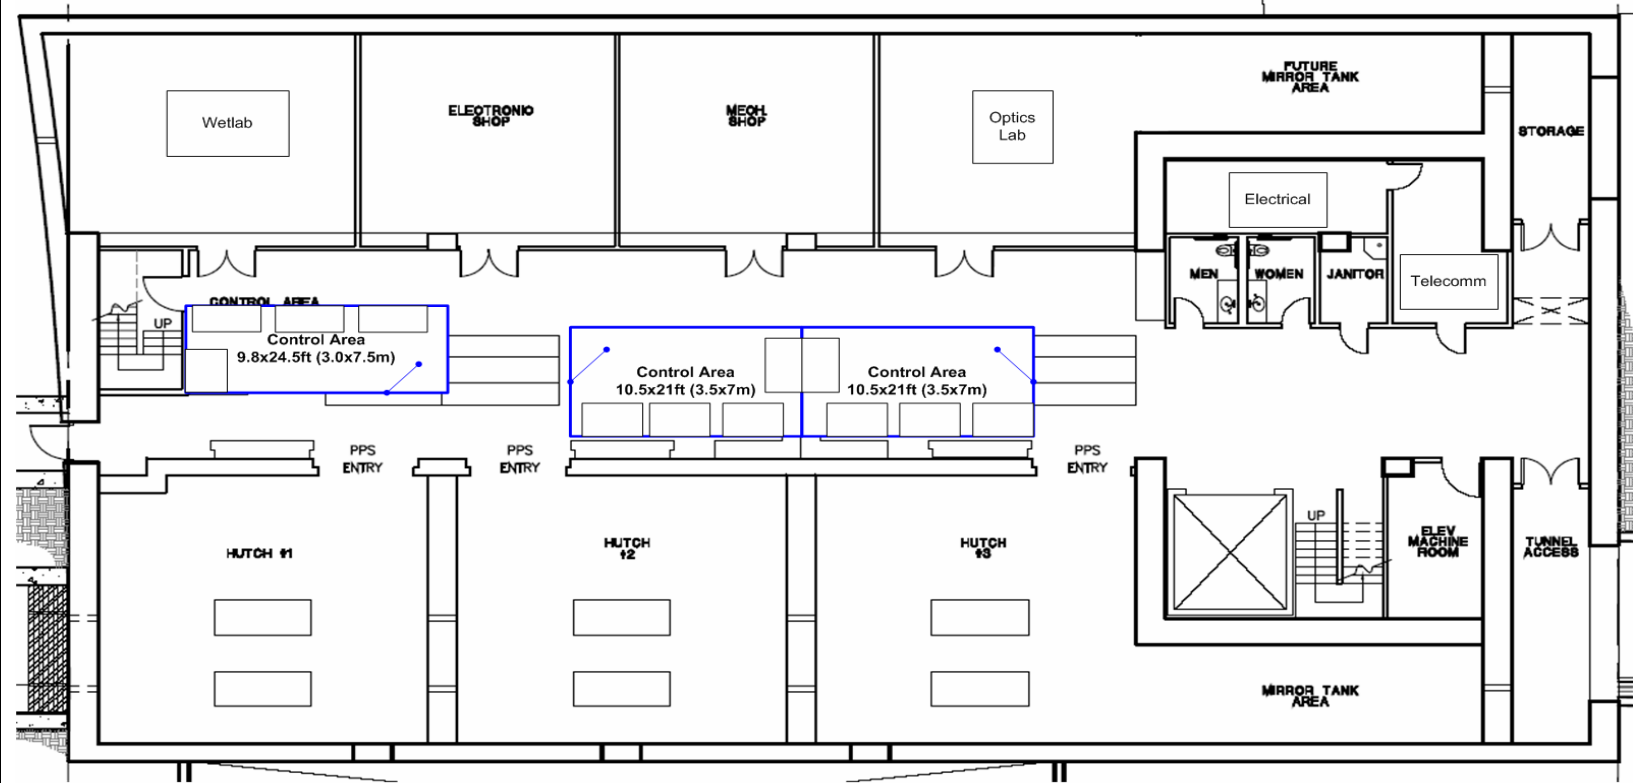 FUTURE
MIRROR TANK
AREA
Wetlab
ELECTRONIC
SHOP
MECH.
SHOP
Optics
Lab
STORAGE
Electrical
MEN
WOMEN
JANITOR
Telecomm
CONTROL AREA
UP
Control Area
9.8x24.5ft (3.0x7.5m)
Control Area
10.5x21ft (3.5x7m)
Control Area
10.5x21ft (3.5x7m)
PPS
ENTRY
PPS
ENTRY
PPS
ENTRY
HUTCH #1
HUTCH
#2
HUTCH
#3
UP
ELEV
MACHINE
ROOM
TUNNEL
ACCESS
MIRROR TANK
AREA